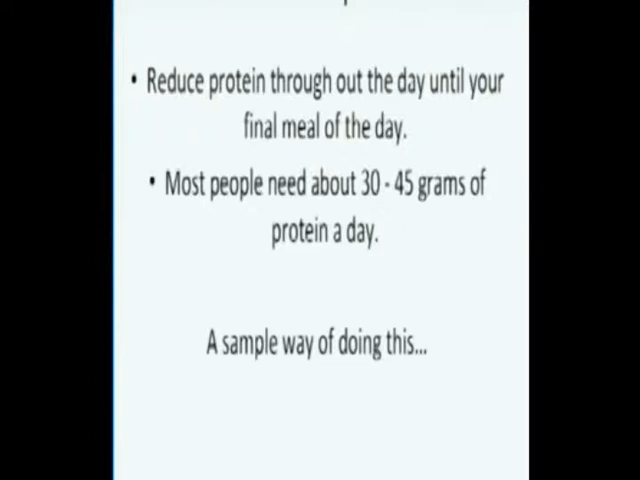 • Reduce protein through out the day until your
final meal of the day.
• Most people need about 30 - 45 grams of
protein a day.
A sample way of doing this...